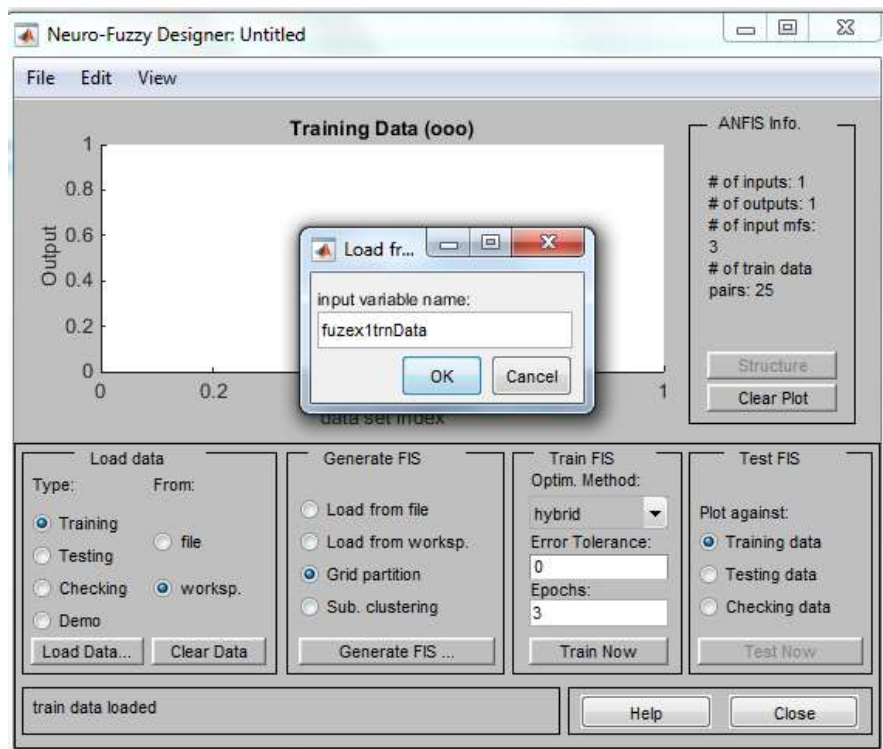 Neuro-Fuzzy Designer: Untitled
File Edit View
Training Data (ooo)
1
0.8
0.6
0.4
0.2
0
Output
0 0.2 1
data set index
Load fr...
input variable name:
fuzex1trnData
OK Cancel
ANFIS Info.
# of inputs: 1
# of outputs: 1
# of input mfs:
3
# of train data
pairs: 25
Structure
Clear Plot
Load data
Type: From:
Training
Testing
Checking
Demo
file
worksp.
Load Data... Clear Data
Generate FIS
Load from file
Load from worksp.
Grid partition
Sub. clustering
Generate FIS ...
Train FIS
Optim. Method:
hybrid
Error Tolerance:
0
Epochs:
3
Train Now
Test FIS
Plot against:
Training data
Testing data
Checking data
Test Now
train data loaded
Help Close